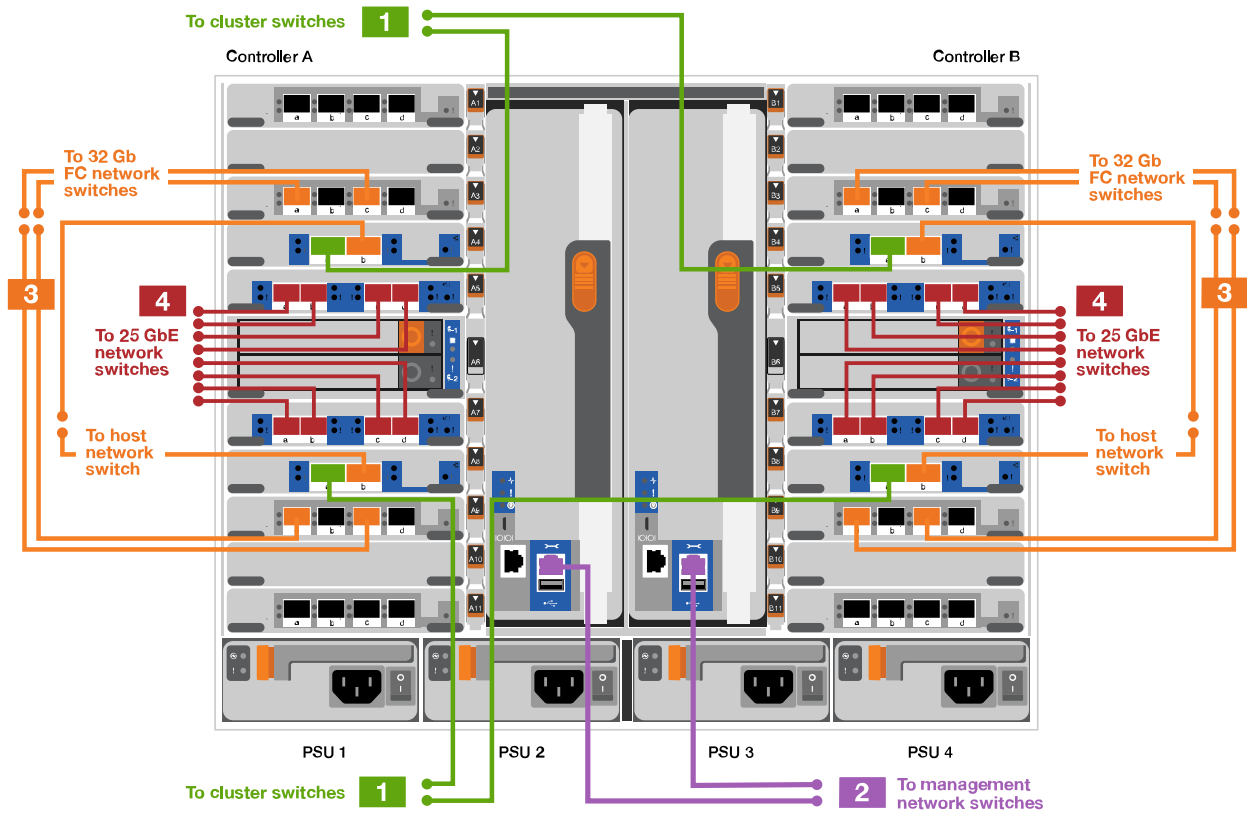 To cluster switches 1
Controller A
Controller B
a b c d
A1
B1
a b c d
A2
B2
To 32 Gb
FC network
switches
To 32 Gb
FC network
switches
a b c d
A3
B3
a b c d
A4
B4
b
b
3
4
A5
B5
4
3
To 25 GbE
network
switches
To 25 GbE
network
switches
A6
B6
a b c d
A7
B7
a b c d
To host
network
switch
To host
network
switch
b
A8
B8
b
d
A9
B9
d
A10
B10
a b c d
A11
B11
a b c d
PSU 1
PSU 2
PSU 3
PSU 4
To cluster switches 1
2 To management
network switches